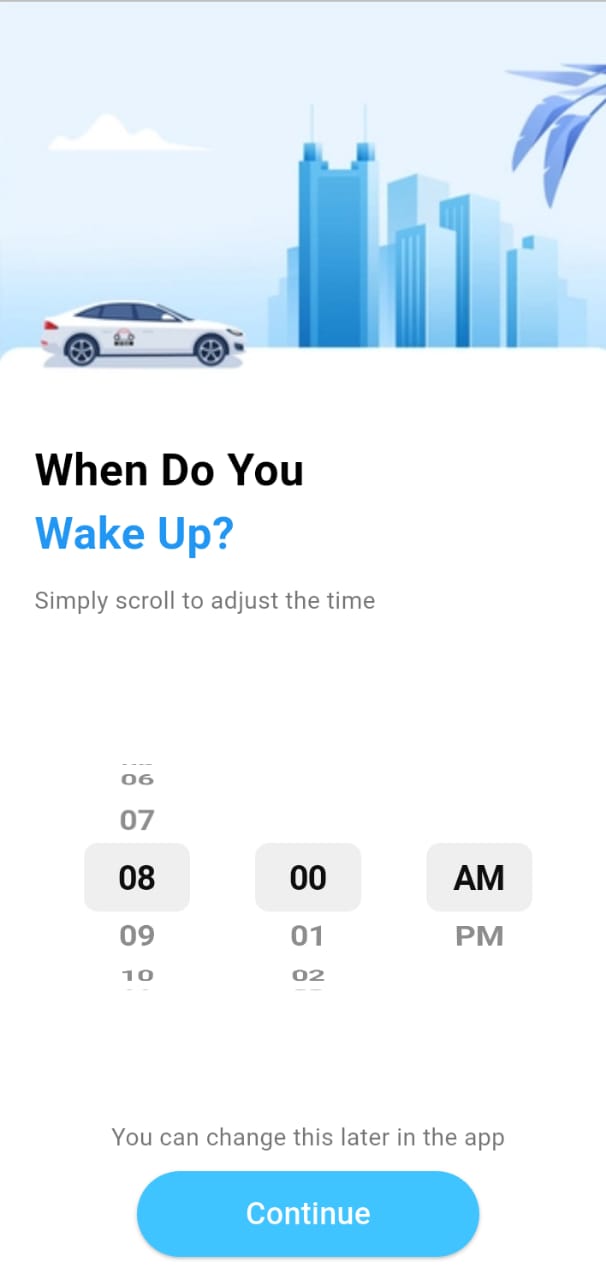 When Do You
Wake Up?
Simply scroll to adjust the time
06
07
08 00 AM
09 01 PM
10 02
You can change this later in the app
Continue